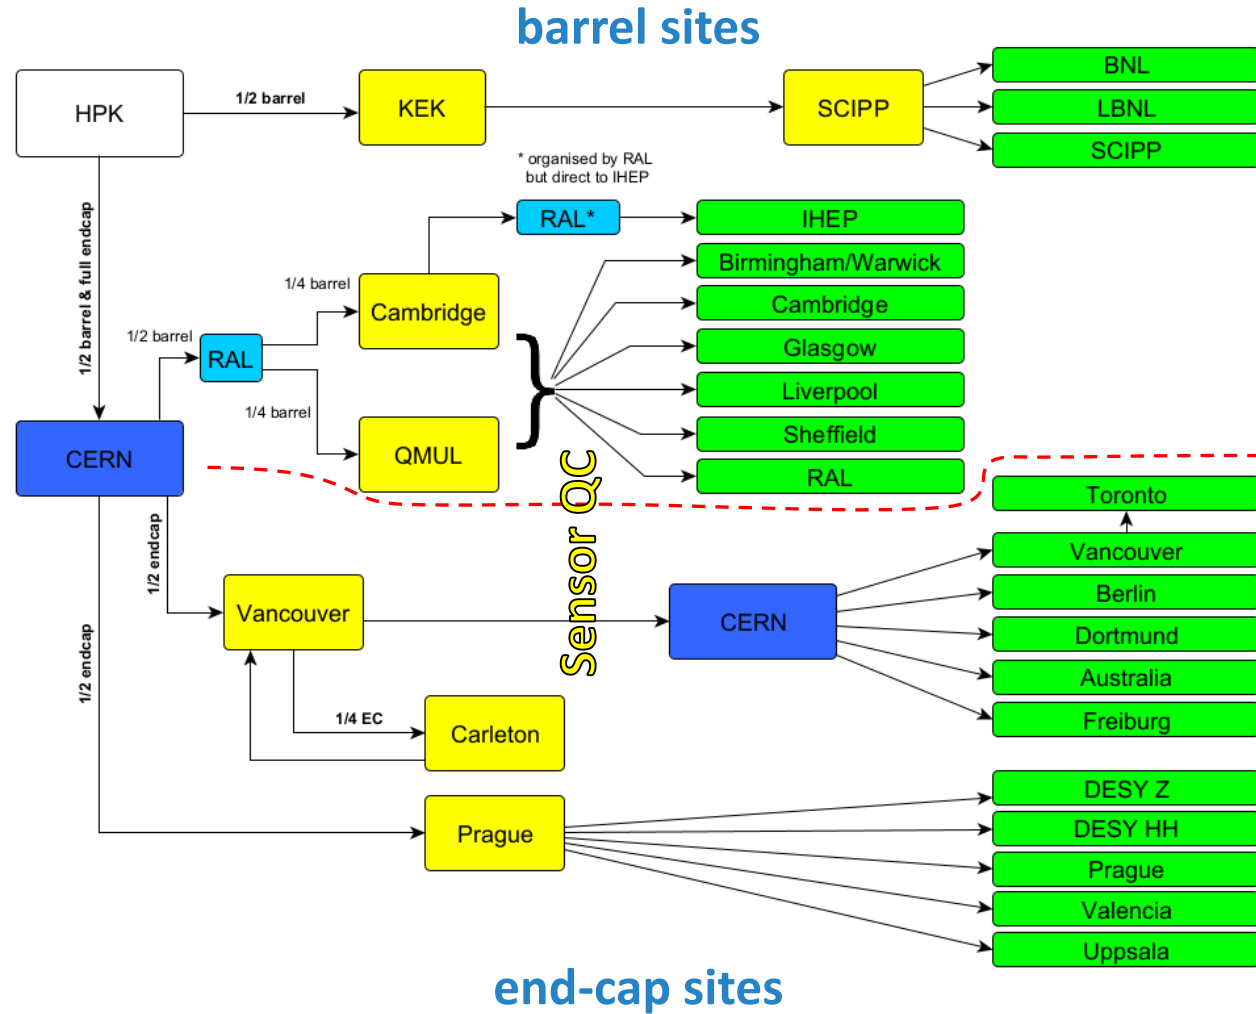 barrel sites
HPK
1/2 barrel
KEK
SCIPP
BNL
LBNL
SCIPP
* organised by RAL
but direct to IHEP
RAL*
IHEP
1/2 barrel & full endcap
1/4 barrel
Cambridge
Birmingham/Warwick
Cambridge
Glasgow
Liverpool
Sheffield
RAL
1/2 barrel
RAL
1/4 barrel
QMUL
CERN
Sensor QC
1/2 endcap
1/2 endcap
Vancouver
CERN
Toronto
Vancouver
Berlin
Dortmund
Australia
Freiburg
1/4 EC
Carleton
Prague
DESY Z
DESY HH
Prague
Valencia
Uppsala
end-cap sites